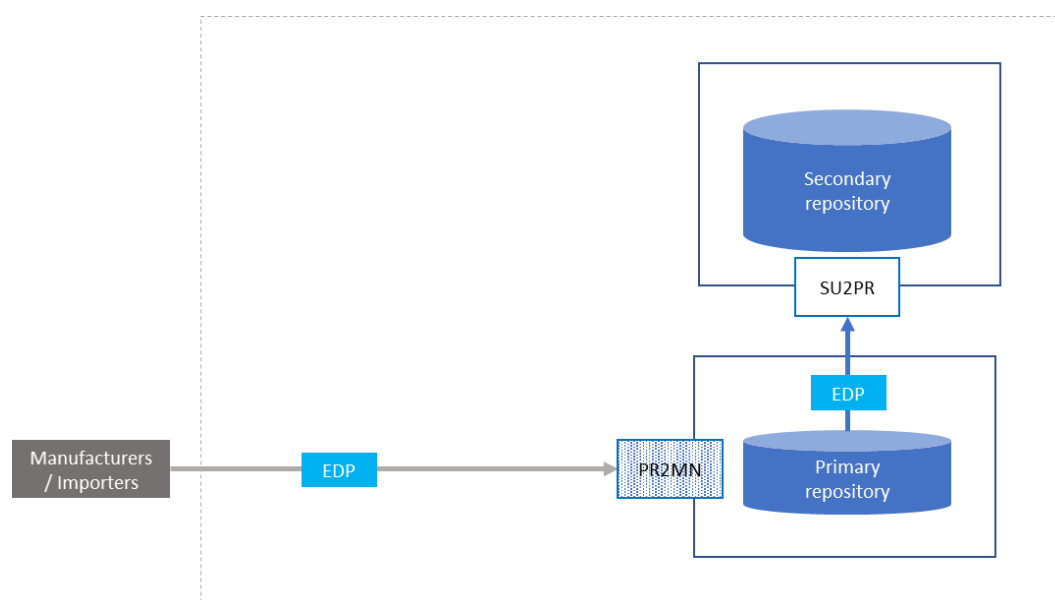 Secondary
repository
SU2PR
EDP
Manufacturers
/ Importers
EDP
PR2MN
Primary
repository